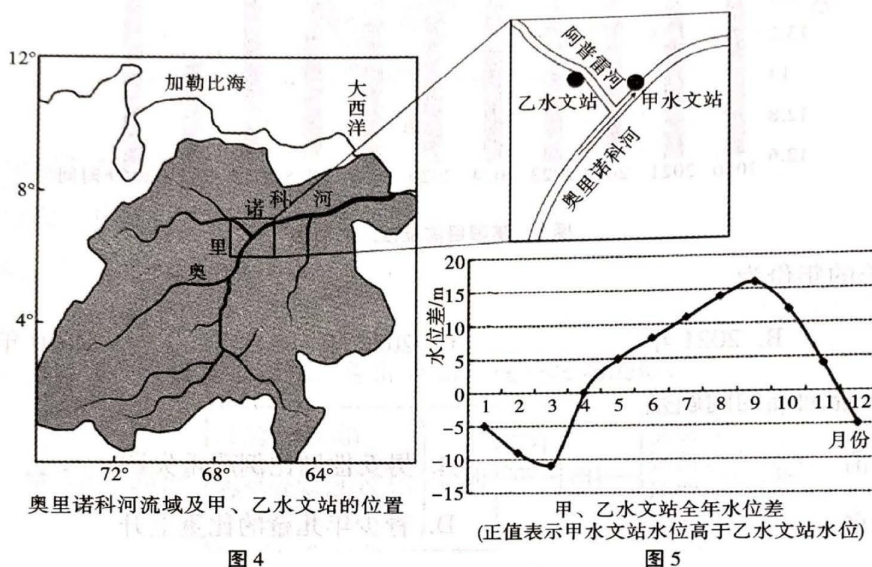 12°
加勒比海
大西洋
8°
诺科河
里
奥
4°
72° 68° 64°
奥里诺科河流域及甲、乙水文站的位置
图4
阿普雷河
乙水文站
甲水文站
奥里诺科河
水位差/m
20
15
10
5
0
-5
-10
-15
1 2 3 4 5 6 7 8 9 10 11 12
月份
甲、乙水文站全年水位差
(正值表示甲水文站水位高于乙水文站水位)
图5